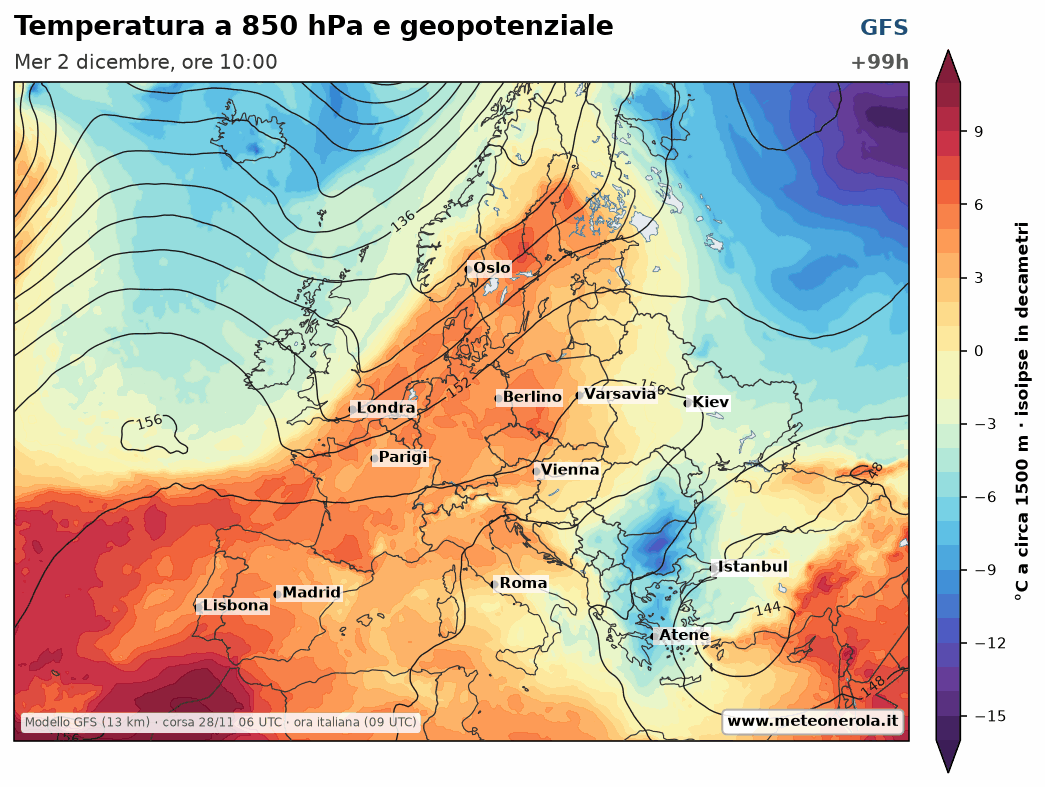 Temperatura a 850 hPa e geopotenziale
GFS
Mer 2 dicembre, ore 10:00
+99h
136
Oslo
152
Berlino
156
Varsavia
Kiev
Londra
156
Parigi
Vienna
148
Istanbul
Roma
Madrid
Lisbona
144
Atene
148
Modello GFS (13 km) · corsa 28/11 06 UTC · ora italiana (09 UTC)
www.meteonerola.it
9
6
3
0
−3
−6
−9
−12
−15
°C a circa 1500 m · isoipse in decametri